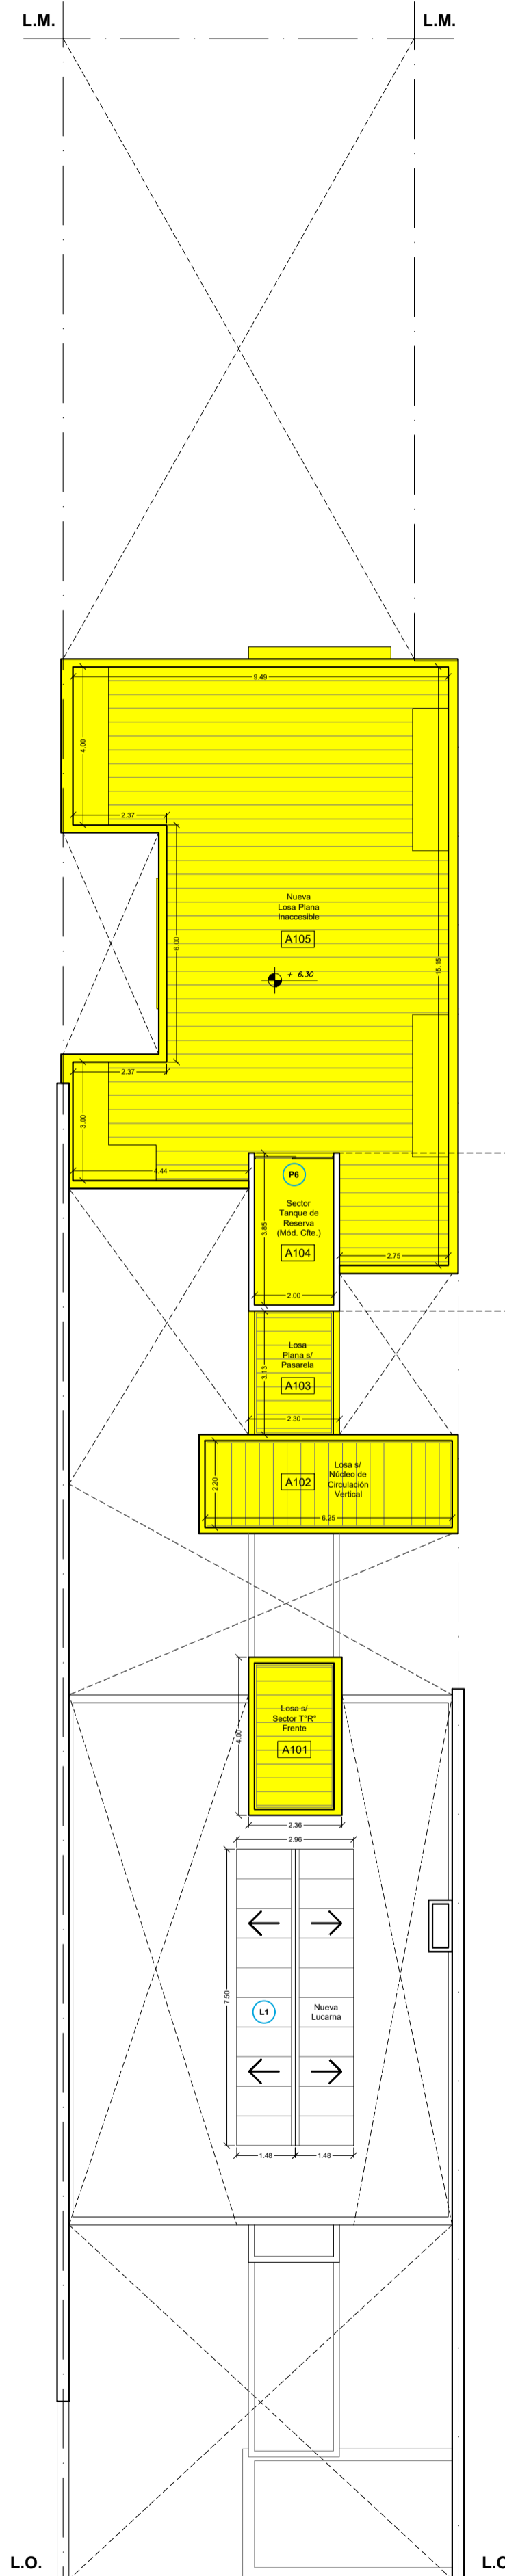 L.M.
L.M.
9.49
4.00
2.37
6.00
Nueva
Losa Plana
Inaccesible
A105
+ 6.30
15.15
2.37
3.00
4.44
P6
Sector
Tanque de
Reserva
(Mód. Cfte.)
A104
3.85
2.00
2.75
Losa
Plana s/
Pasarela
A103
3.13
2.30
A102
Losa s/
Núcleo de
Circulación
Vertical
2.20
6.25
Losa s/
Sector T°R°
Frente
A101
4.00
2.36
2.96
7.50
L1
Nueva
Lucarna
1.48
1.48
L.O.